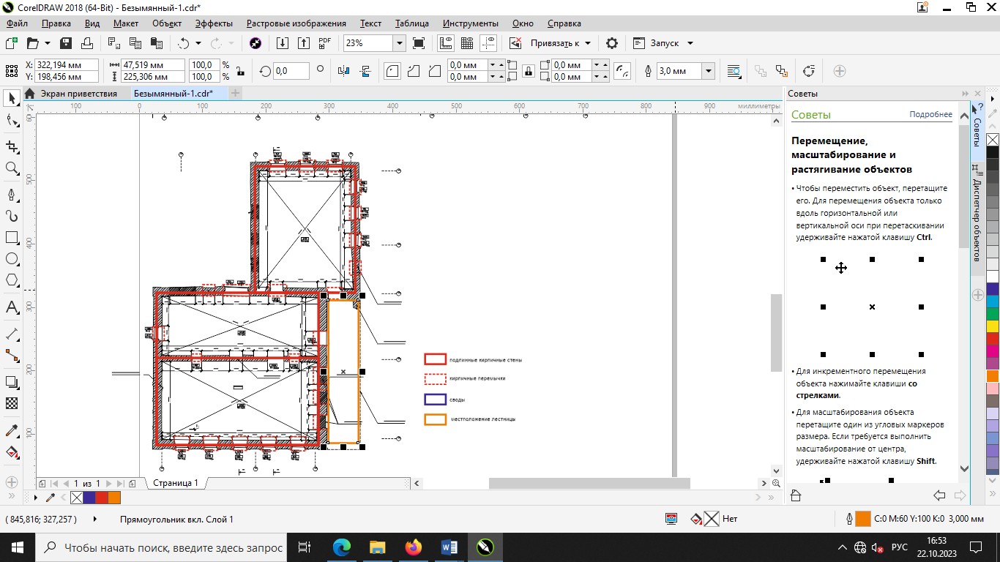 CorelDRAW 2018 (64-Bit) - Безымянный-1.cdr*
Файл Правка Вид Макет Объект Эффекты Растровые изображения Текст Таблица Инструменты Окно Справка
PDF 23% Привязать к Запуск
X: 322,194 мм 47,519 мм 100,0 % 0,0 0,0 мм 0,0 мм 3,0 мм
Y: 198,456 мм 225,306 мм 100,0 % 0,0 мм 0,0 мм
Экран приветствия Безымянный-1.cdr*
100 0 100 200 300 400 500 600 700 800 900 миллиметры
500
400
300
200
100
подлинные кирпичные стены
кирпичные перемычки
своды
местоположение лестницы
Советы
Советы Подробнее
Перемещение,
масштабирование и
растягивание объектов
• Чтобы переместить объект, перетащите
его. Для перемещения объекта только
вдоль горизонтальной или
вертикальной оси при перетаскивании
удерживайте нажатой клавишу Ctrl.
• Для инкрементного перемещения
объекта нажимайте клавиши со
стрелками.
• Для масштабирования объекта
перетащите один из угловых маркеров
размера. Если требуется выполнить
масштабирование от центра,
удерживайте нажатой клавишу Shift.
Советы
Диспетчер объектов
1 из 1 Страница 1
( 845,816; 327,257 ) Прямоугольник вкл. Слой 1 Нет C:0 M:60 Y:100 K:0 3,000 мм
Чтобы начать поиск, введите здесь запрос
РУС
16:53
22.10.2023